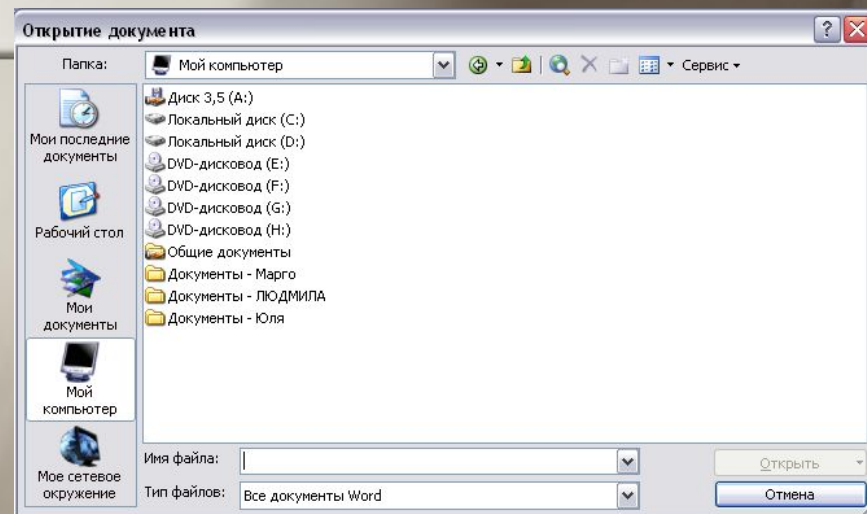 Открытие документа
?
Папка:
Мой компьютер
Сервис
Мои последние
документы
Рабочий стол
Мои
документы
Мой
компьютер
Мое сетевое
окружение
Диск 3,5 (A:)
Локальный диск (C:)
Локальный диск (D:)
DVD-дисковод (E:)
DVD-дисковод (F:)
DVD-дисковод (G:)
DVD-дисковод (H:)
Общие документы
Документы - Марго
Документы - ЛЮДМИЛА
Документы - Юля
Имя файла:
Открыть
Тип файлов:
Все документы Word
Отмена